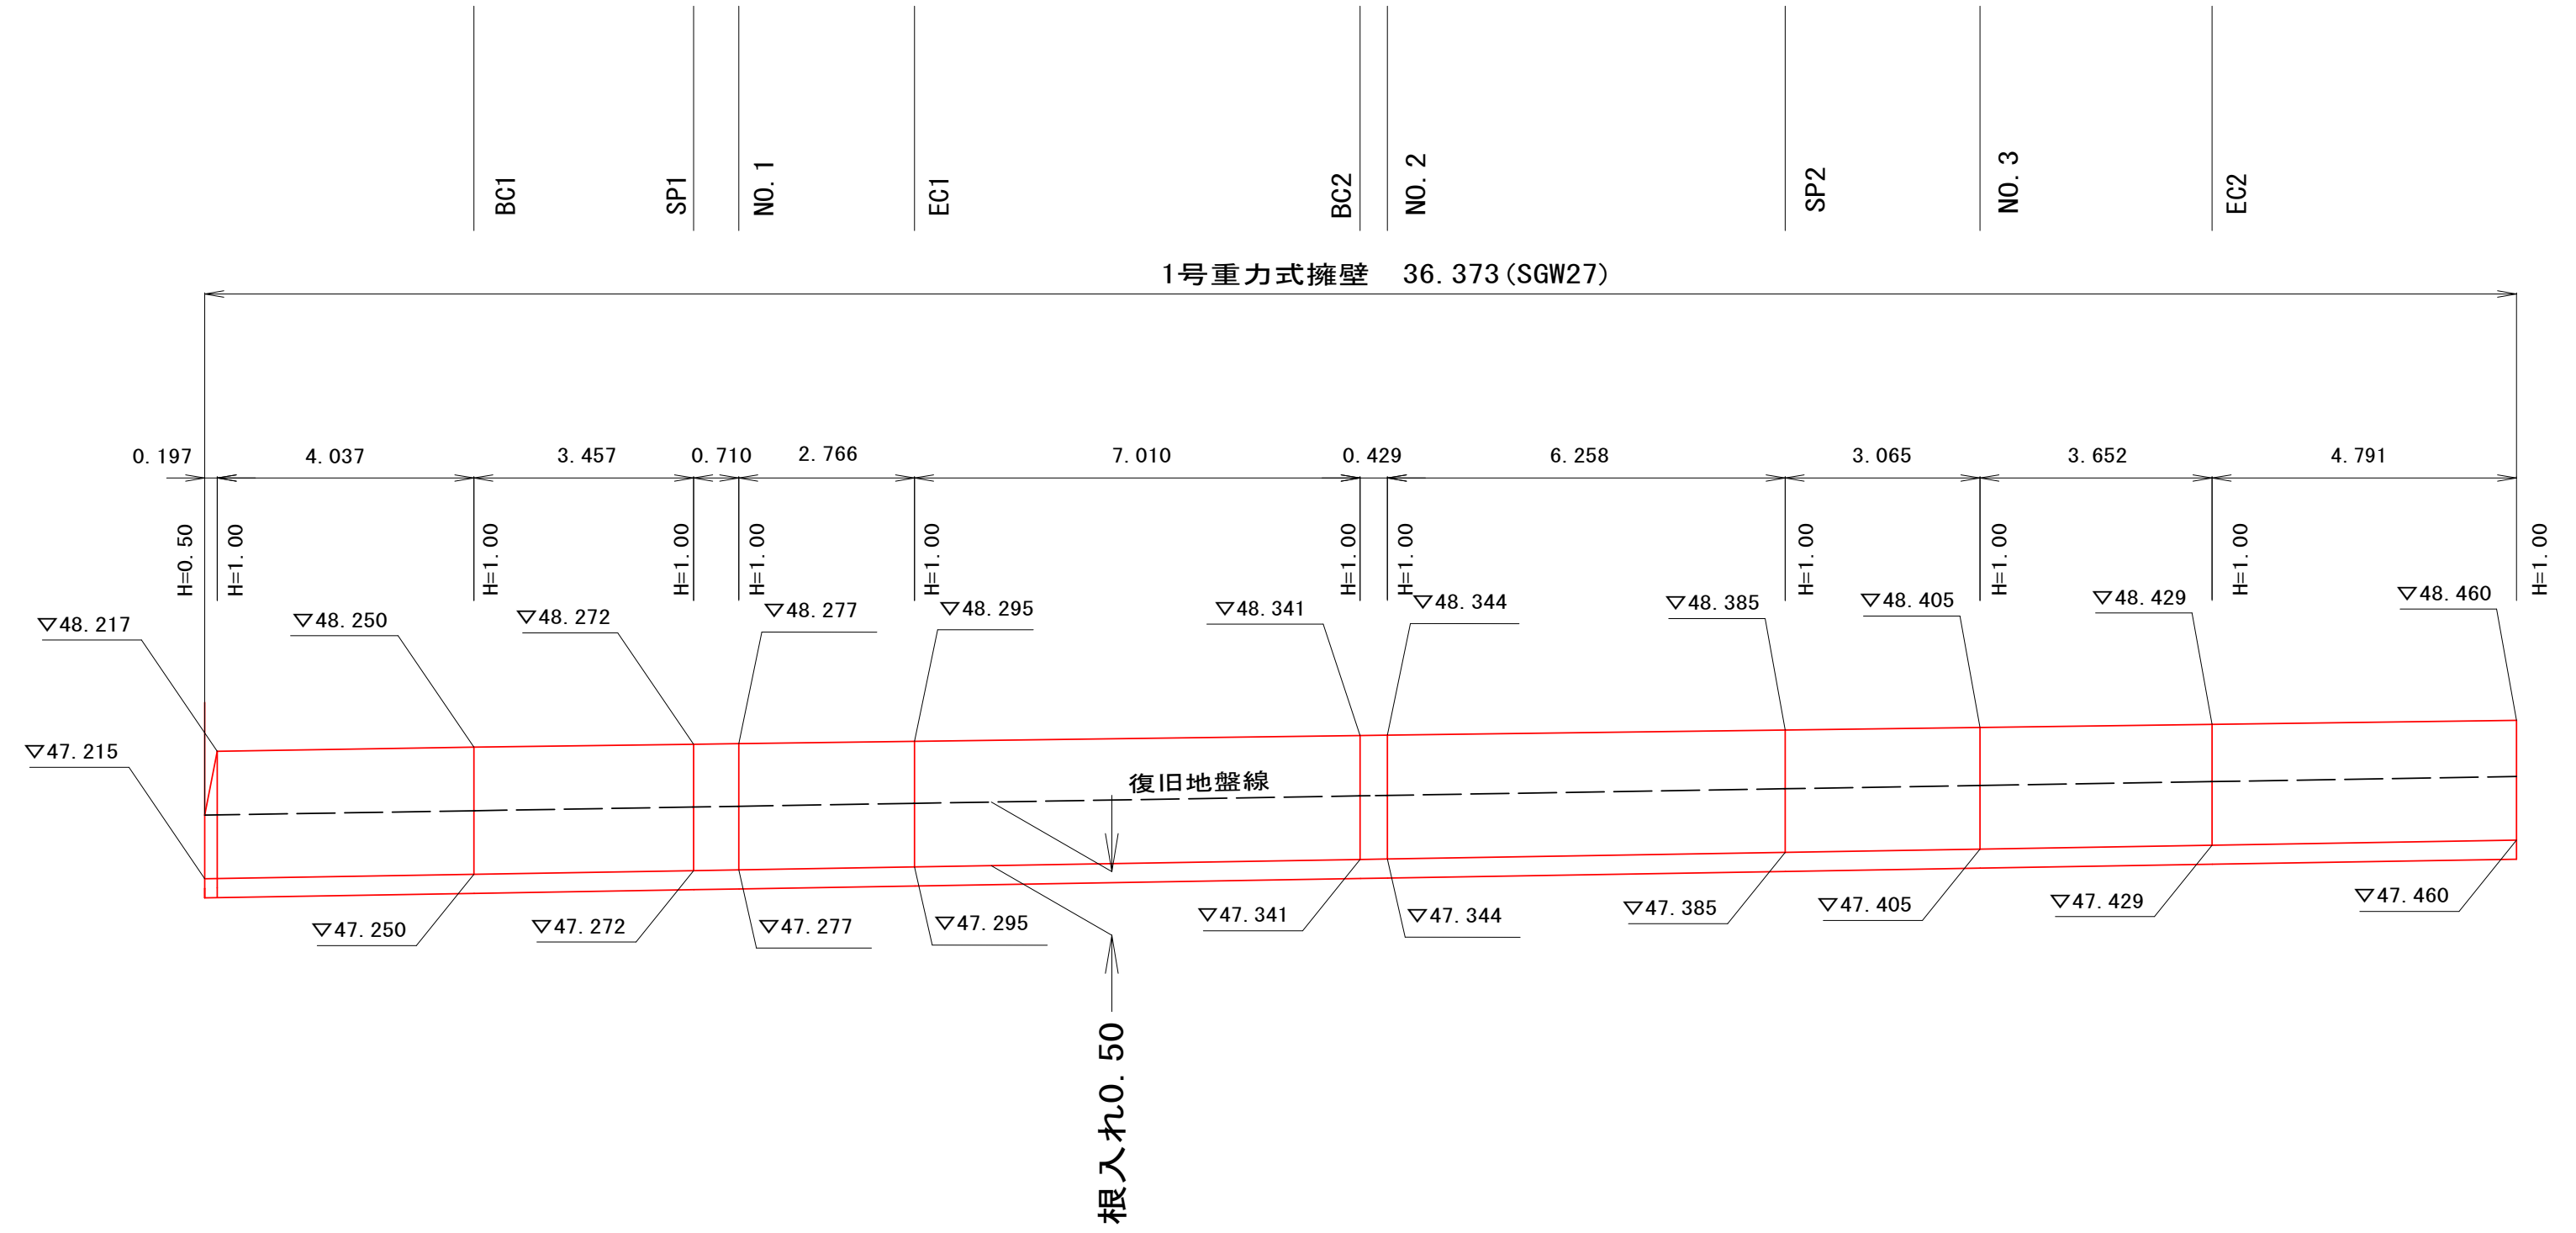 BC1
SP1
NO.1
EC1
BC2
NO.2
SP2
NO.3
EC2
1号重力式擁壁　36.373(SGW27)
0.197
4.037
3.457
0.710
2.766
7.010
0.429
6.258
3.065
3.652
4.791
H=0.50
H=1.00
H=1.00
H=1.00
H=1.00
H=1.00
H=1.00
H=1.00
H=1.00
H=1.00
H=1.00
H=1.00
▽48.217
▽48.250
▽48.272
▽48.277
▽48.295
▽48.341
▽48.344
▽48.385
▽48.405
▽48.429
▽48.460
▽47.215
復旧地盤線
▽47.250
▽47.272
▽47.277
▽47.295
▽47.341
▽47.344
▽47.385
▽47.405
▽47.429
▽47.460
根入れ0.50